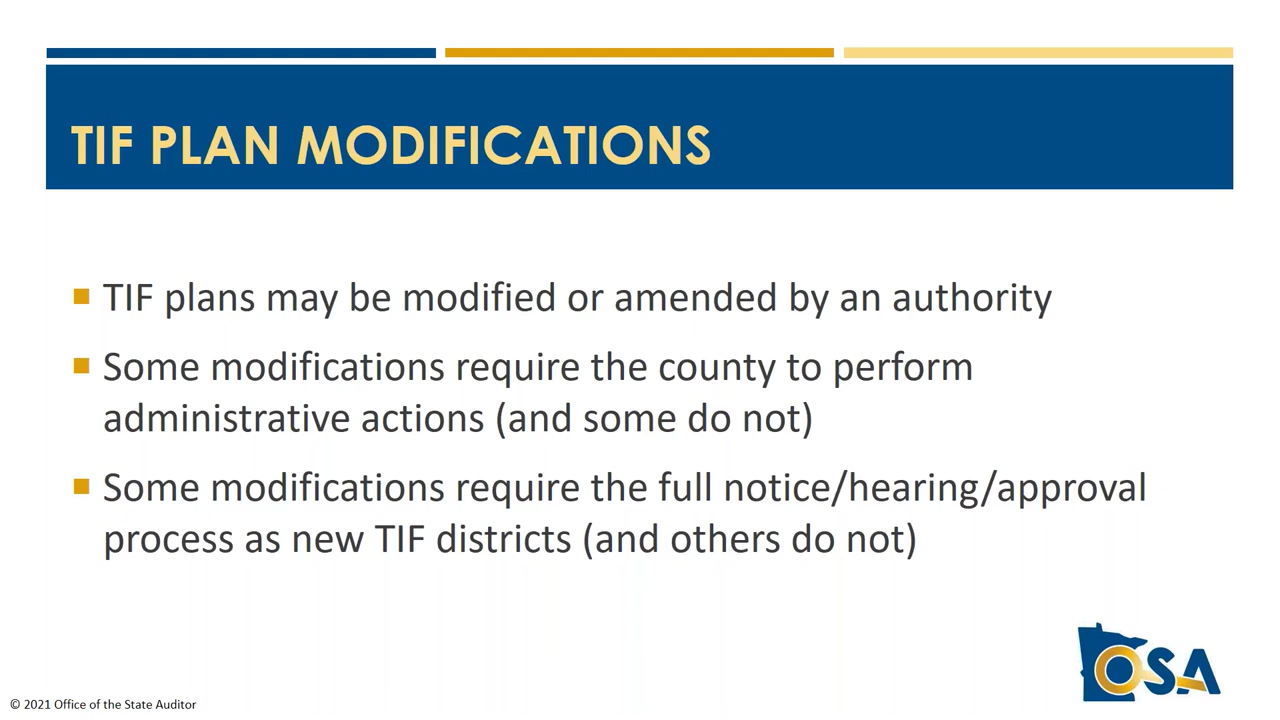 TIF PLAN MODIFICATIONS
TIF plans may be modified or amended by an authority
Some modifications require the county to perform
administrative actions (and some do not)
Some modifications require the full notice/hearing/approval
process as new TIF districts (and others do not)
OSA
© 2021 Office of the State Auditor